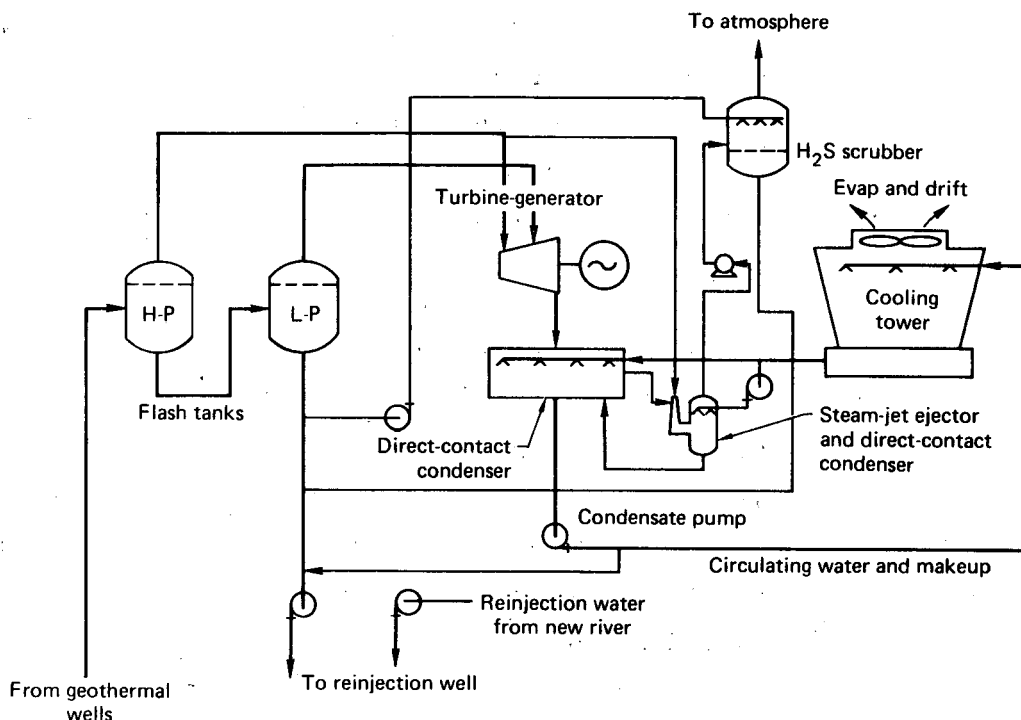 To atmosphere
H2S scrubber
Evap and drift
Turbine-generator
H-P
L-P
Cooling
tower
Flash tanks
Direct-contact
condenser
Steam-jet ejector
and direct-contact
condenser
Condensate pump
Circulating water and makeup
Reinjection water
from new river
To reinjection well
From geothermal
wells